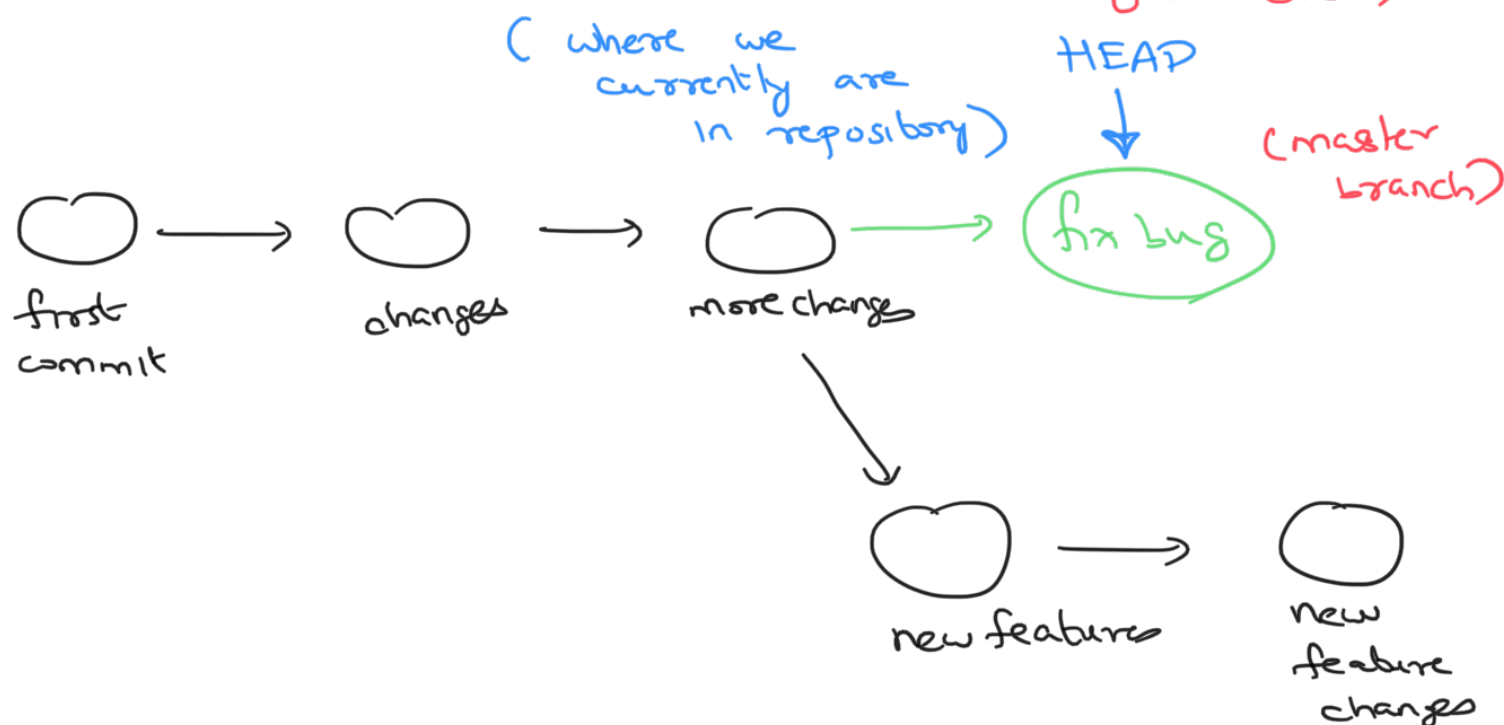 ( where we
currently are
in repository)
HEAD
(master
branch)
fix bug
first
commit
changes
more changes
new features
new
feature
changes